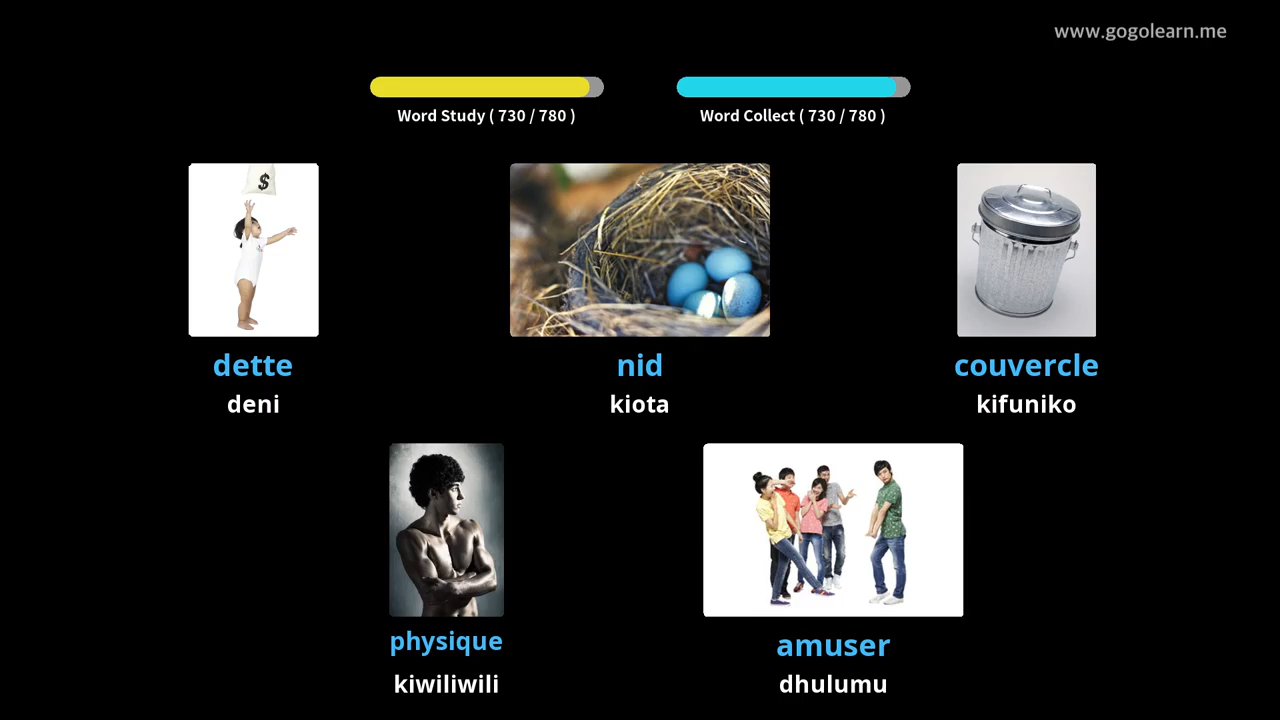 www.gogolearn.me
Word Study ( 730 / 780 )
Word Collect ( 730 / 780 )
$
dette
deni
nid
kiota
couvercle
kifuniko
physique
kiwiliwili
amuser
dhulumu